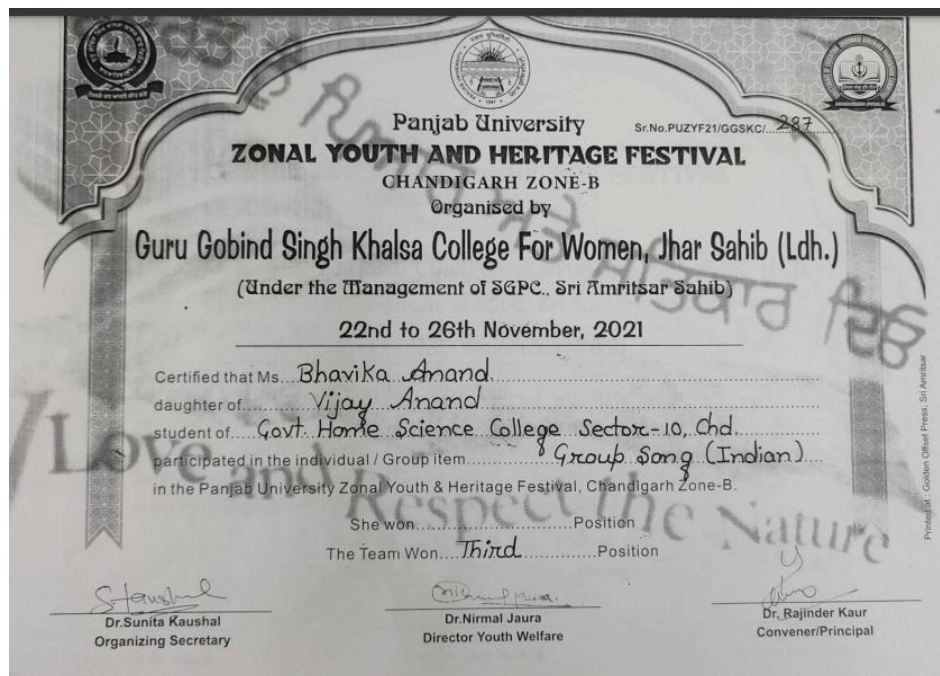 Panjab University
Sr.No.PUZYF21/GGSKC/...287
ZONAL YOUTH AND HERITAGE FESTIVAL
CHANDIGARH ZONE-B
Organised by
Guru Gobind Singh Khalsa College For Women, Jhar Sahib (Ldh.)
(Under the Management of SGPC., Sri Amritsar Sahib)
22nd to 26th November, 2021
Certified that Ms....Bhavika Anand
daughter of......Vijay Anand
student of....Govt. Home Science College Sector-10, Chd.
participated in the individual / Group item......Group Song (Indian)
in the Panjab University Zonal Youth & Heritage Festival, Chandigarh Zone-B.
She won..............................Position
The Team Won....Third..............Position
Love and Respect the Nature
ਪਿਆਰ ਅਤੇ ਸਤਿਕਾਰ ਦਿਉ
Dr.Sunita Kaushal
Organizing Secretary
Dr.Nirmal Jaura
Director Youth Welfare
Dr. Rajinder Kaur
Convener/Principal
Printed at : Golden Offset Press, Sri Amritsar